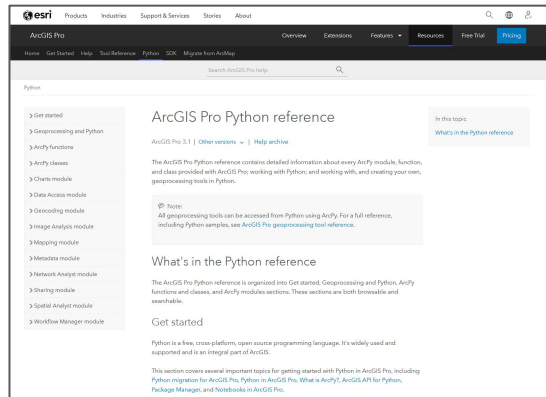 esri Products Industries Support & Services Stories About
ArcGIS Pro Overview Extensions Features Resources Free Trial Pricing
Home Get Started Help Tool Reference Python SDK Migrate from ArcMap
Search ArcGIS Pro help
Python
Get started
Geoprocessing and Python
ArcPy functions
ArcPy classes
Charts module
Data Access module
Geocoding module
Image Analysis module
Mapping module
Metadata module
Network Analyst module
Sharing module
Spatial Analyst module
Workflow Manager module
ArcGIS Pro Python reference
ArcGIS Pro 3.1 | Other versions | Help archive
The ArcGIS Pro Python reference contains detailed information about every ArcPy module, function,
and class provided with ArcGIS Pro; working with Python; and working with, and creating your own,
geoprocessing tools in Python.
Note:
All geoprocessing tools can be accessed from Python using ArcPy. For a full reference,
including Python samples, see ArcGIS Pro geoprocessing tool reference.
What's in the Python reference
The ArcGIS Pro Python reference is organized into Get started, Geoprocessing and Python, ArcPy
functions and classes, and ArcPy modules sections. These sections are both browsable and
searchable.
Get started
Python is a free, cross-platform, open source programming language. It's widely used and
supported and is an integral part of ArcGIS.
This section covers several important topics for getting started with Python in ArcGIS Pro, including
Python migration for ArcGIS Pro, Python in ArcGIS Pro, What is ArcPy?, ArcGIS API for Python,
Package Manager, and Notebooks in ArcGIS Pro.
In this topic
What's in the Python reference